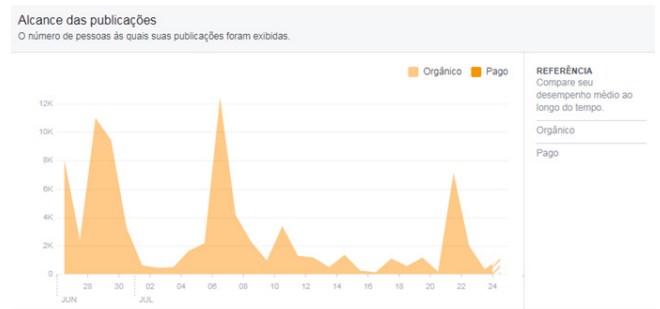 Alcance das publicações
O número de pessoas ás quais suas publicações foram exibidas.
Orgânico Pago
REFERÊNCIA
Compare seu
desempenho médio ao
longo do tempo.
Orgânico
Pago
12K
10K
8K
6K
4K
2K
0
28 30 02 04 06 08 10 12 14 16 18 20 22 24
JUN JUL